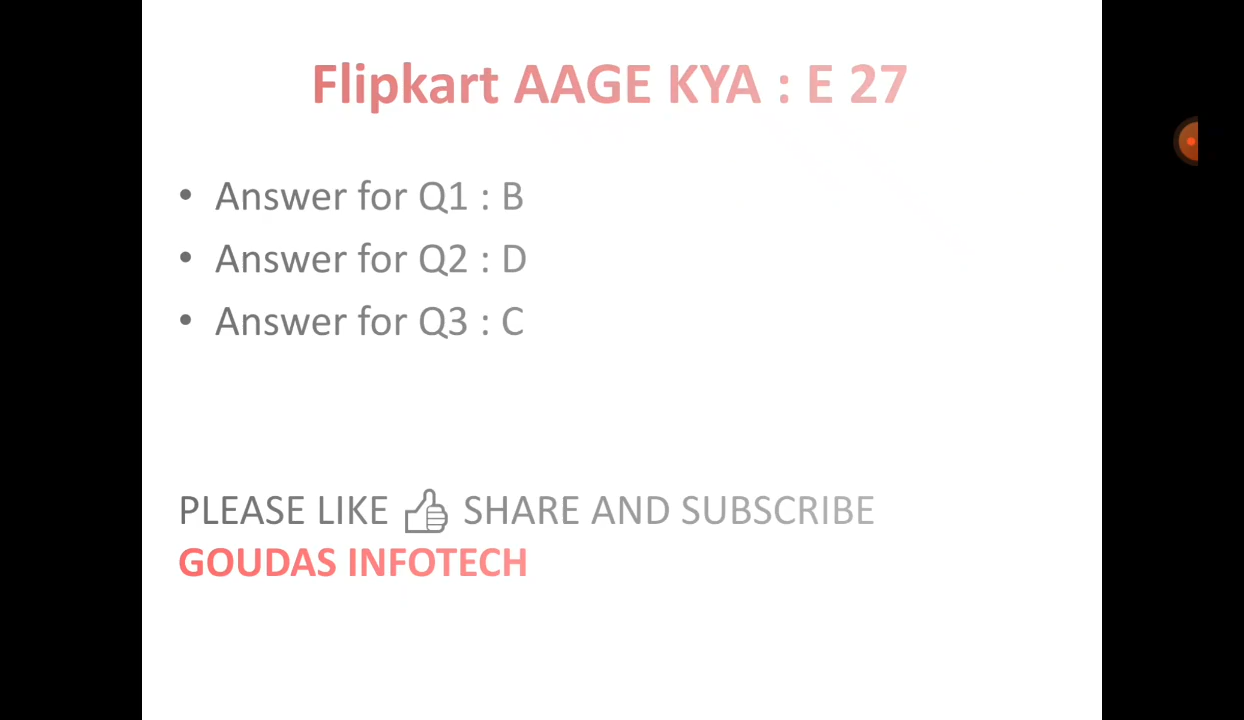 Flipkart AAGE KYA : E 27
• Answer for Q1 : B
• Answer for Q2 : D
• Answer for Q3 : C
PLEASE LIKE SHARE AND SUBSCRIBE
GOUDAS INFOTECH